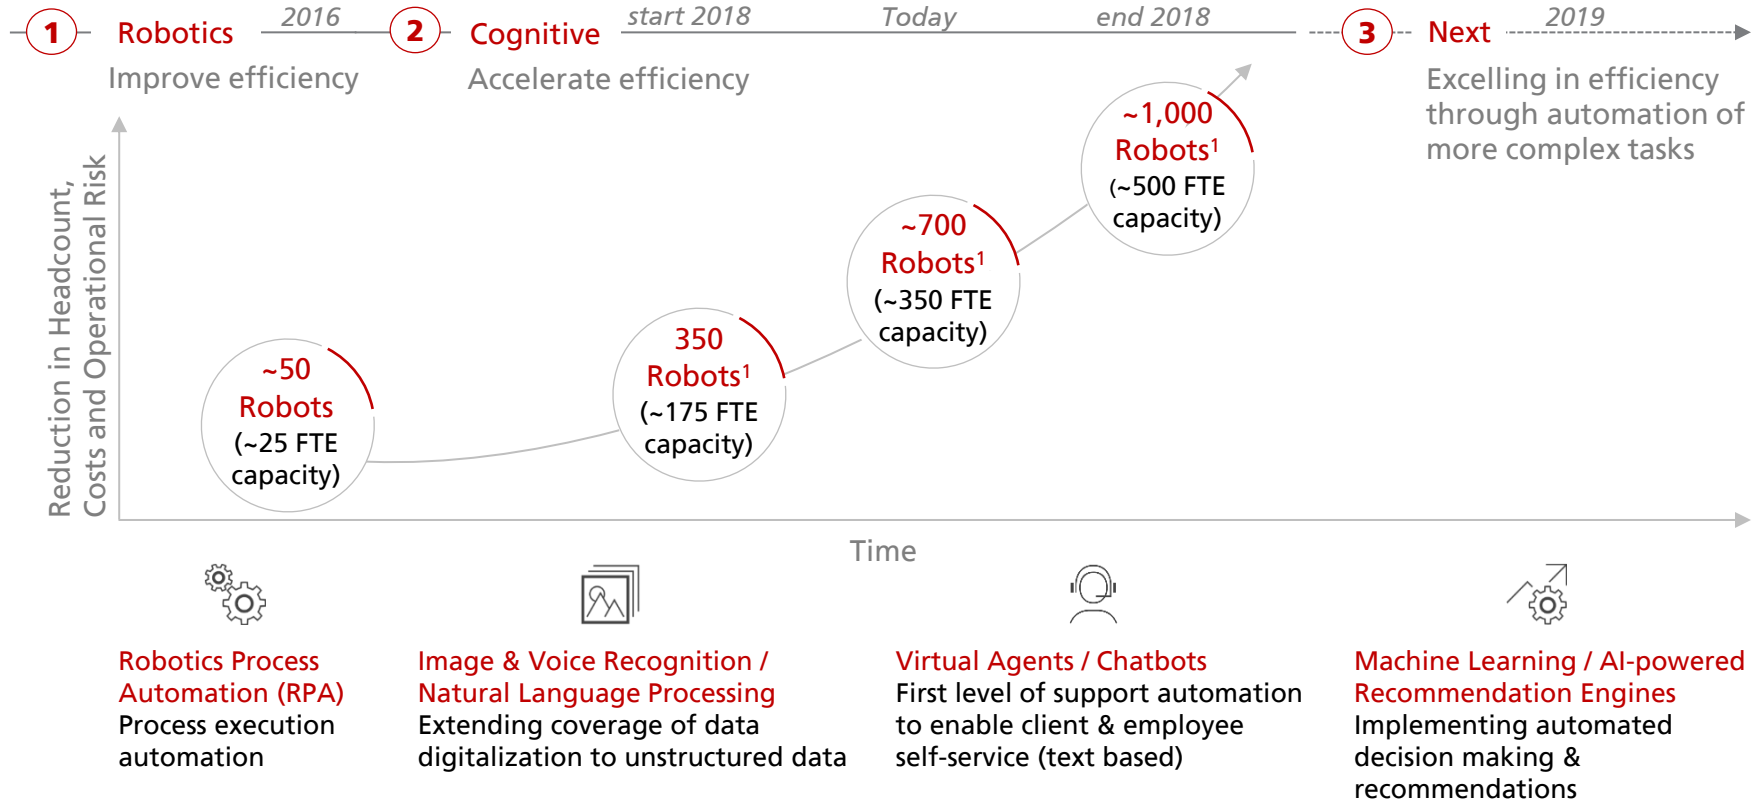 1 Robotics 2016 2 Cognitive start 2018 Today end 2018 3 Next 2019
Improve efficiency
Accelerate efficiency
Excelling in efficiency
through automation of
more complex tasks
Reduction in Headcount,
Costs and Operational Risk
~50
Robots
(~25 FTE
capacity)
350
Robots¹
(~175 FTE
capacity)
~700
Robots¹
(~350 FTE
capacity)
~1,000
Robots¹
(~500 FTE
capacity)
Time
Robotics Process
Automation (RPA)
Process execution
automation
Image & Voice Recognition /
Natural Language Processing
Extending coverage of data
digitalization to unstructured data
Virtual Agents / Chatbots
First level of support automation
to enable client & employee
self-service (text based)
Machine Learning / AI-powered
Recommendation Engines
Implementing automated
decision making &
recommendations